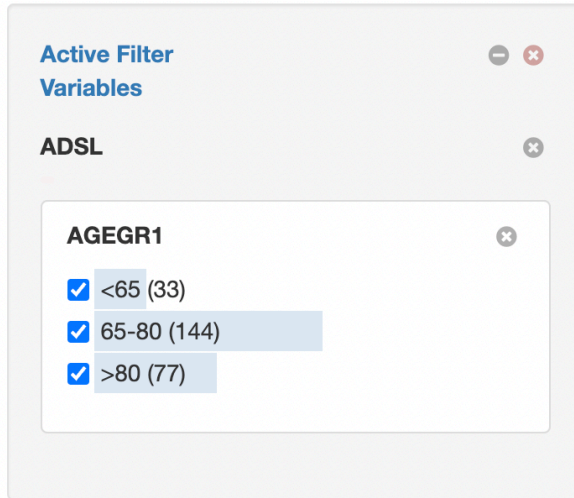 Active Filter
Variables
ADSL
AGEGR1
<65 (33)
65-80 (144)
>80 (77)